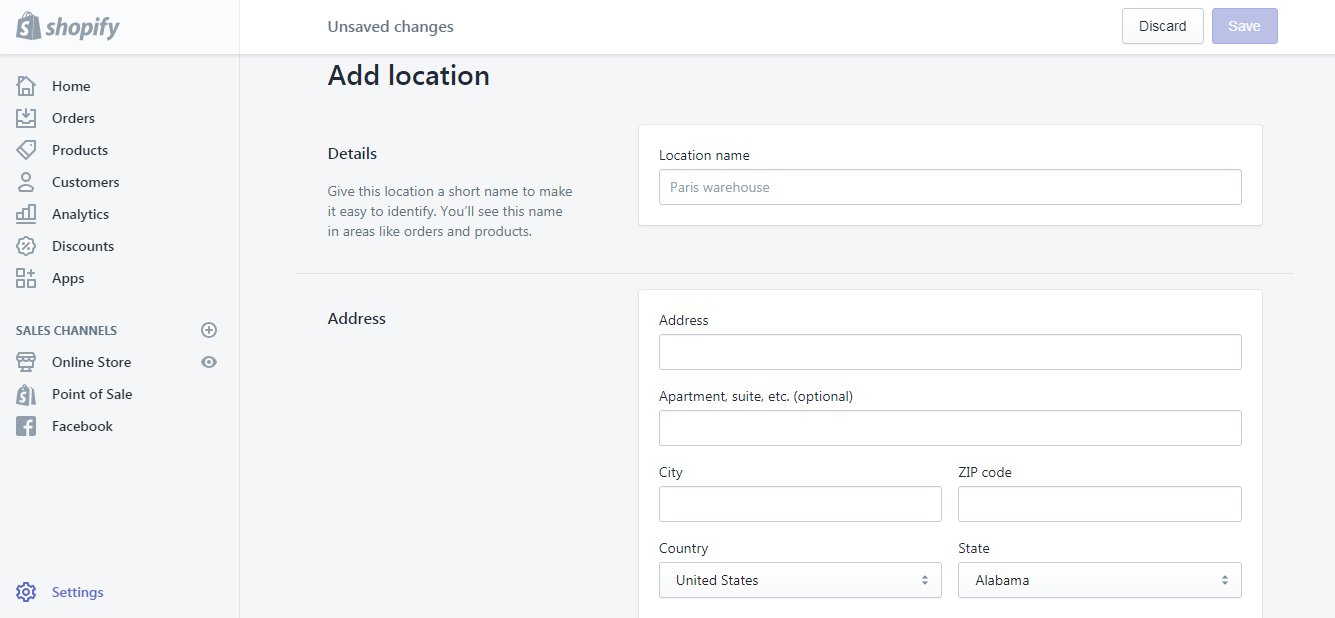 shopify
Unsaved changes
Discard
Save
Home
Orders
Products
Customers
Analytics
Discounts
Apps
SALES CHANNELS
Online Store
Point of Sale
Facebook
Settings
Add location
Details
Give this location a short name to make
it easy to identify. You’ll see this name
in areas like orders and products.
Location name
Paris warehouse
Address
Address
Apartment, suite, etc. (optional)
City
ZIP code
Country
State
United States
Alabama